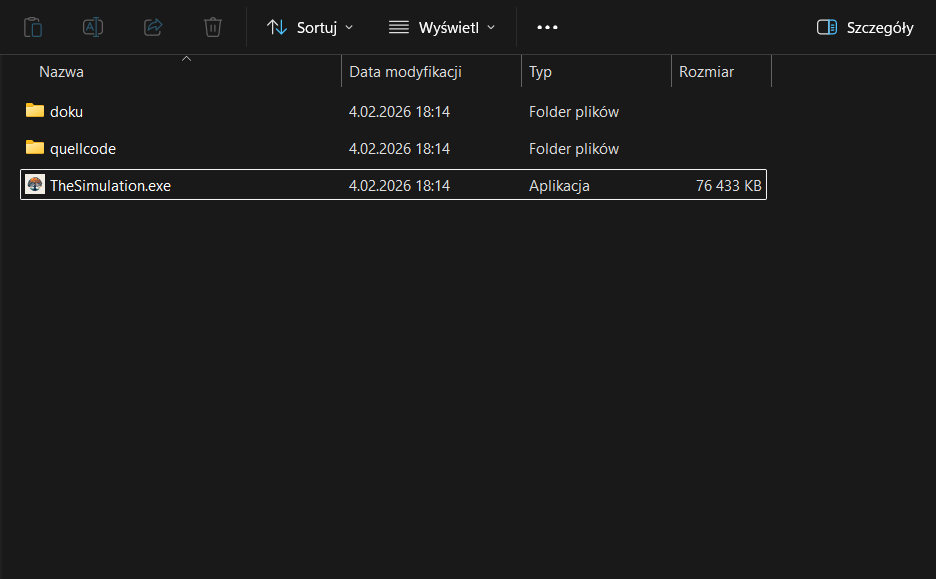 Sortuj Wyświetl Szczegóły
Nazwa Data modyfikacji Typ Rozmiar
doku 4.02.2026 18:14 Folder plików
quellcode 4.02.2026 18:14 Folder plików
TheSimulation.exe 4.02.2026 18:14 Aplikacja 76 433 KB